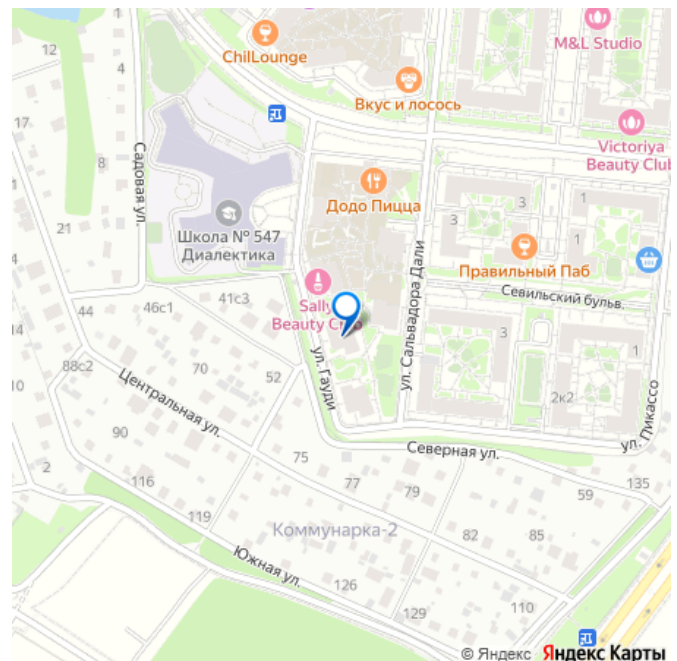 M&L Studio
ChilLounge
12
4
Вкус и лосось
17
Victoriya
Beauty Club
8
Садовая ул.
Додо Пицца
1
3
3
21
Школа № 547
Диалектика
Правильный Паб
1
ул. Сальвадора Дали
Севильский бульв.
Sally
Beauty Club
46с1
41с3
44
3
1
ул. Гауди
10
88с2
70
52
Центральная ул.
2к2
ул. Пикассо
90
Северная ул.
75
2
116
77
79
135
59
119
Коммунарка-2
82
85
Южная ул.
126
129
110
© Яндекс Яндекс Карты